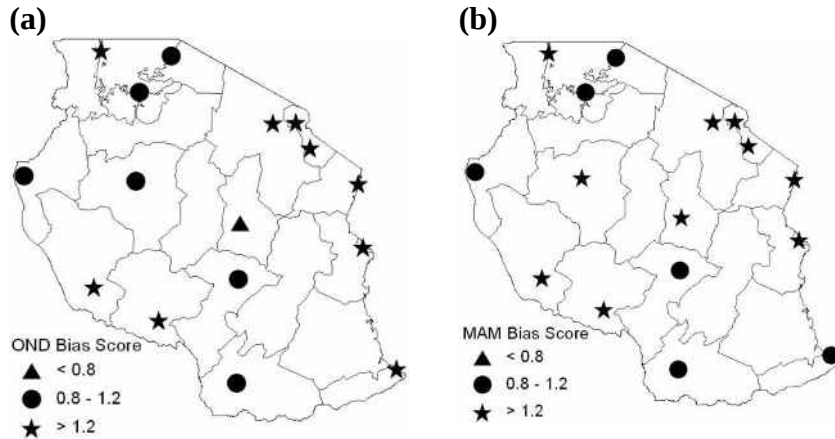 (a)
OND Bias Score
< 0.8
0.8 - 1.2
> 1.2
(b)
MAM Bias Score
< 0.8
0.8 - 1.2
> 1.2